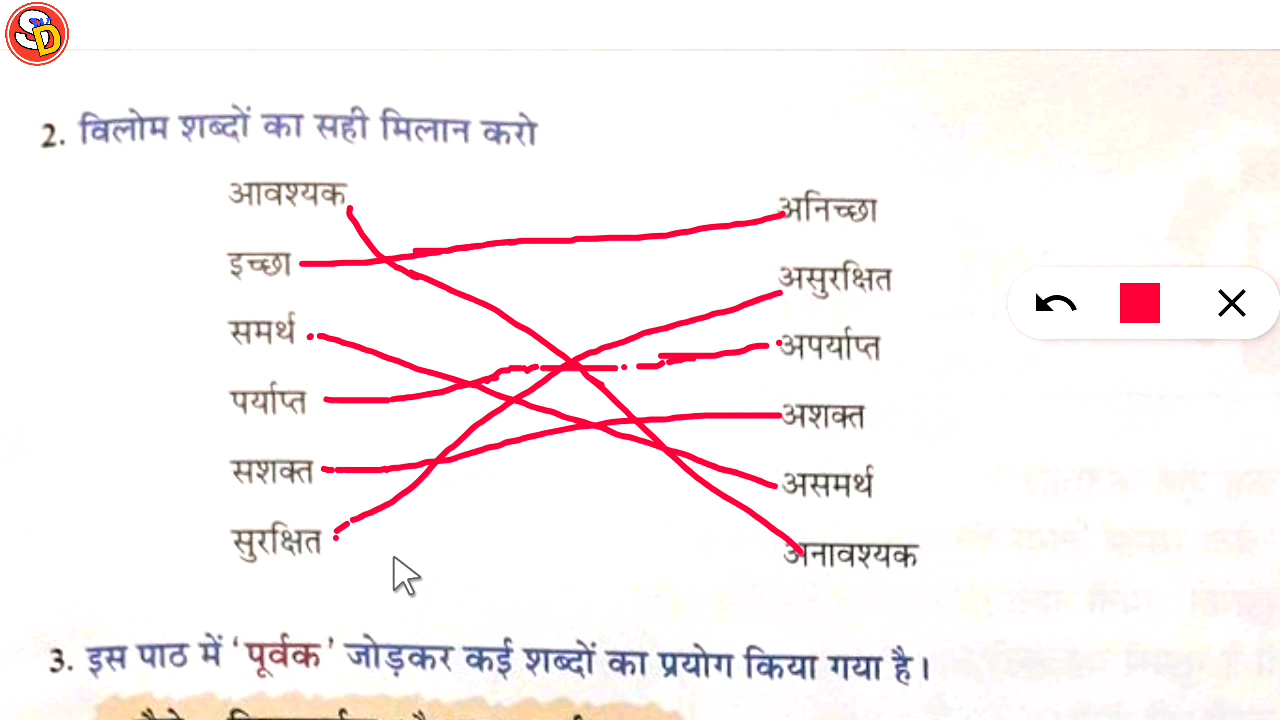 SD
2. विलोम शब्दों का सही मिलान करो
आवश्यक अनिच्छा
इच्छा असुरक्षित
समर्थ अपर्याप्त
पर्याप्त अशक्त
सशक्त असमर्थ
सुरक्षित अनावश्यक
3. इस पाठ में 'पूर्वक' जोड़कर कई शब्दों का प्रयोग किया गया है।